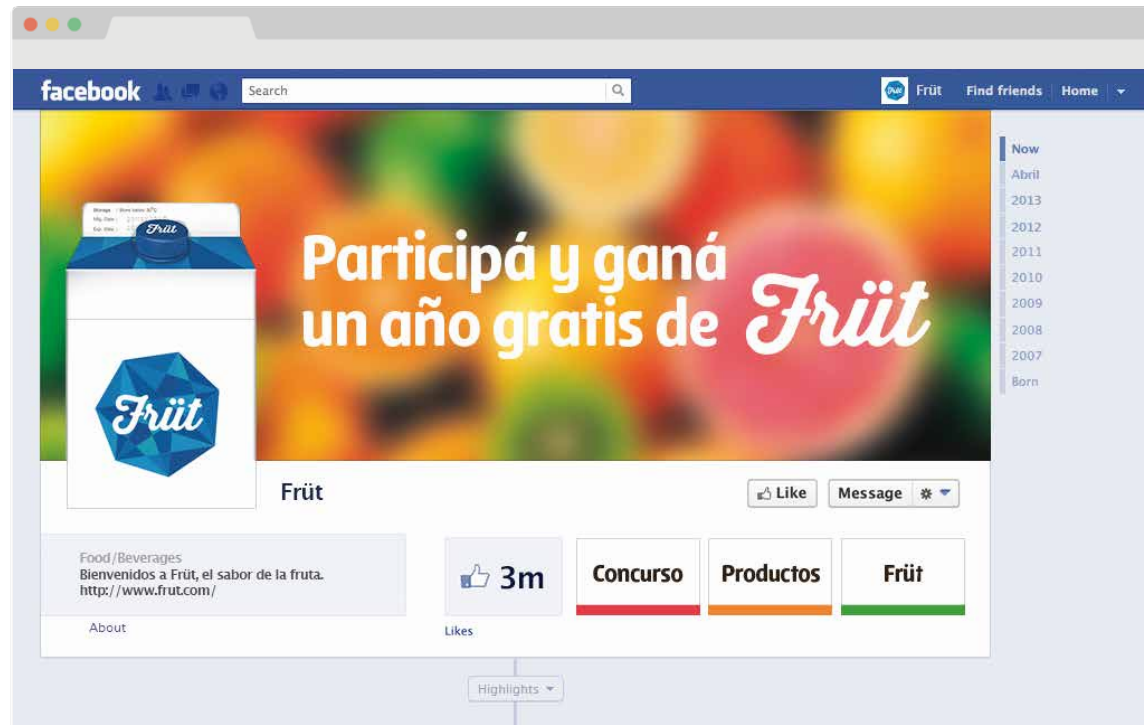 facebook
Search
Früt
Find friends
Home
Now
Abril
2013
2012
2011
2010
2009
2008
2007
Born
Früt
Participá y ganá
un año gratis de
Früt
Früt
Früt
Like
Message
Food/Beverages
Bienvenidos a Früt, el sabor de la fruta.
http://www.frut.com/
About
3m
Likes
Concurso
Productos
Früt
Highlights